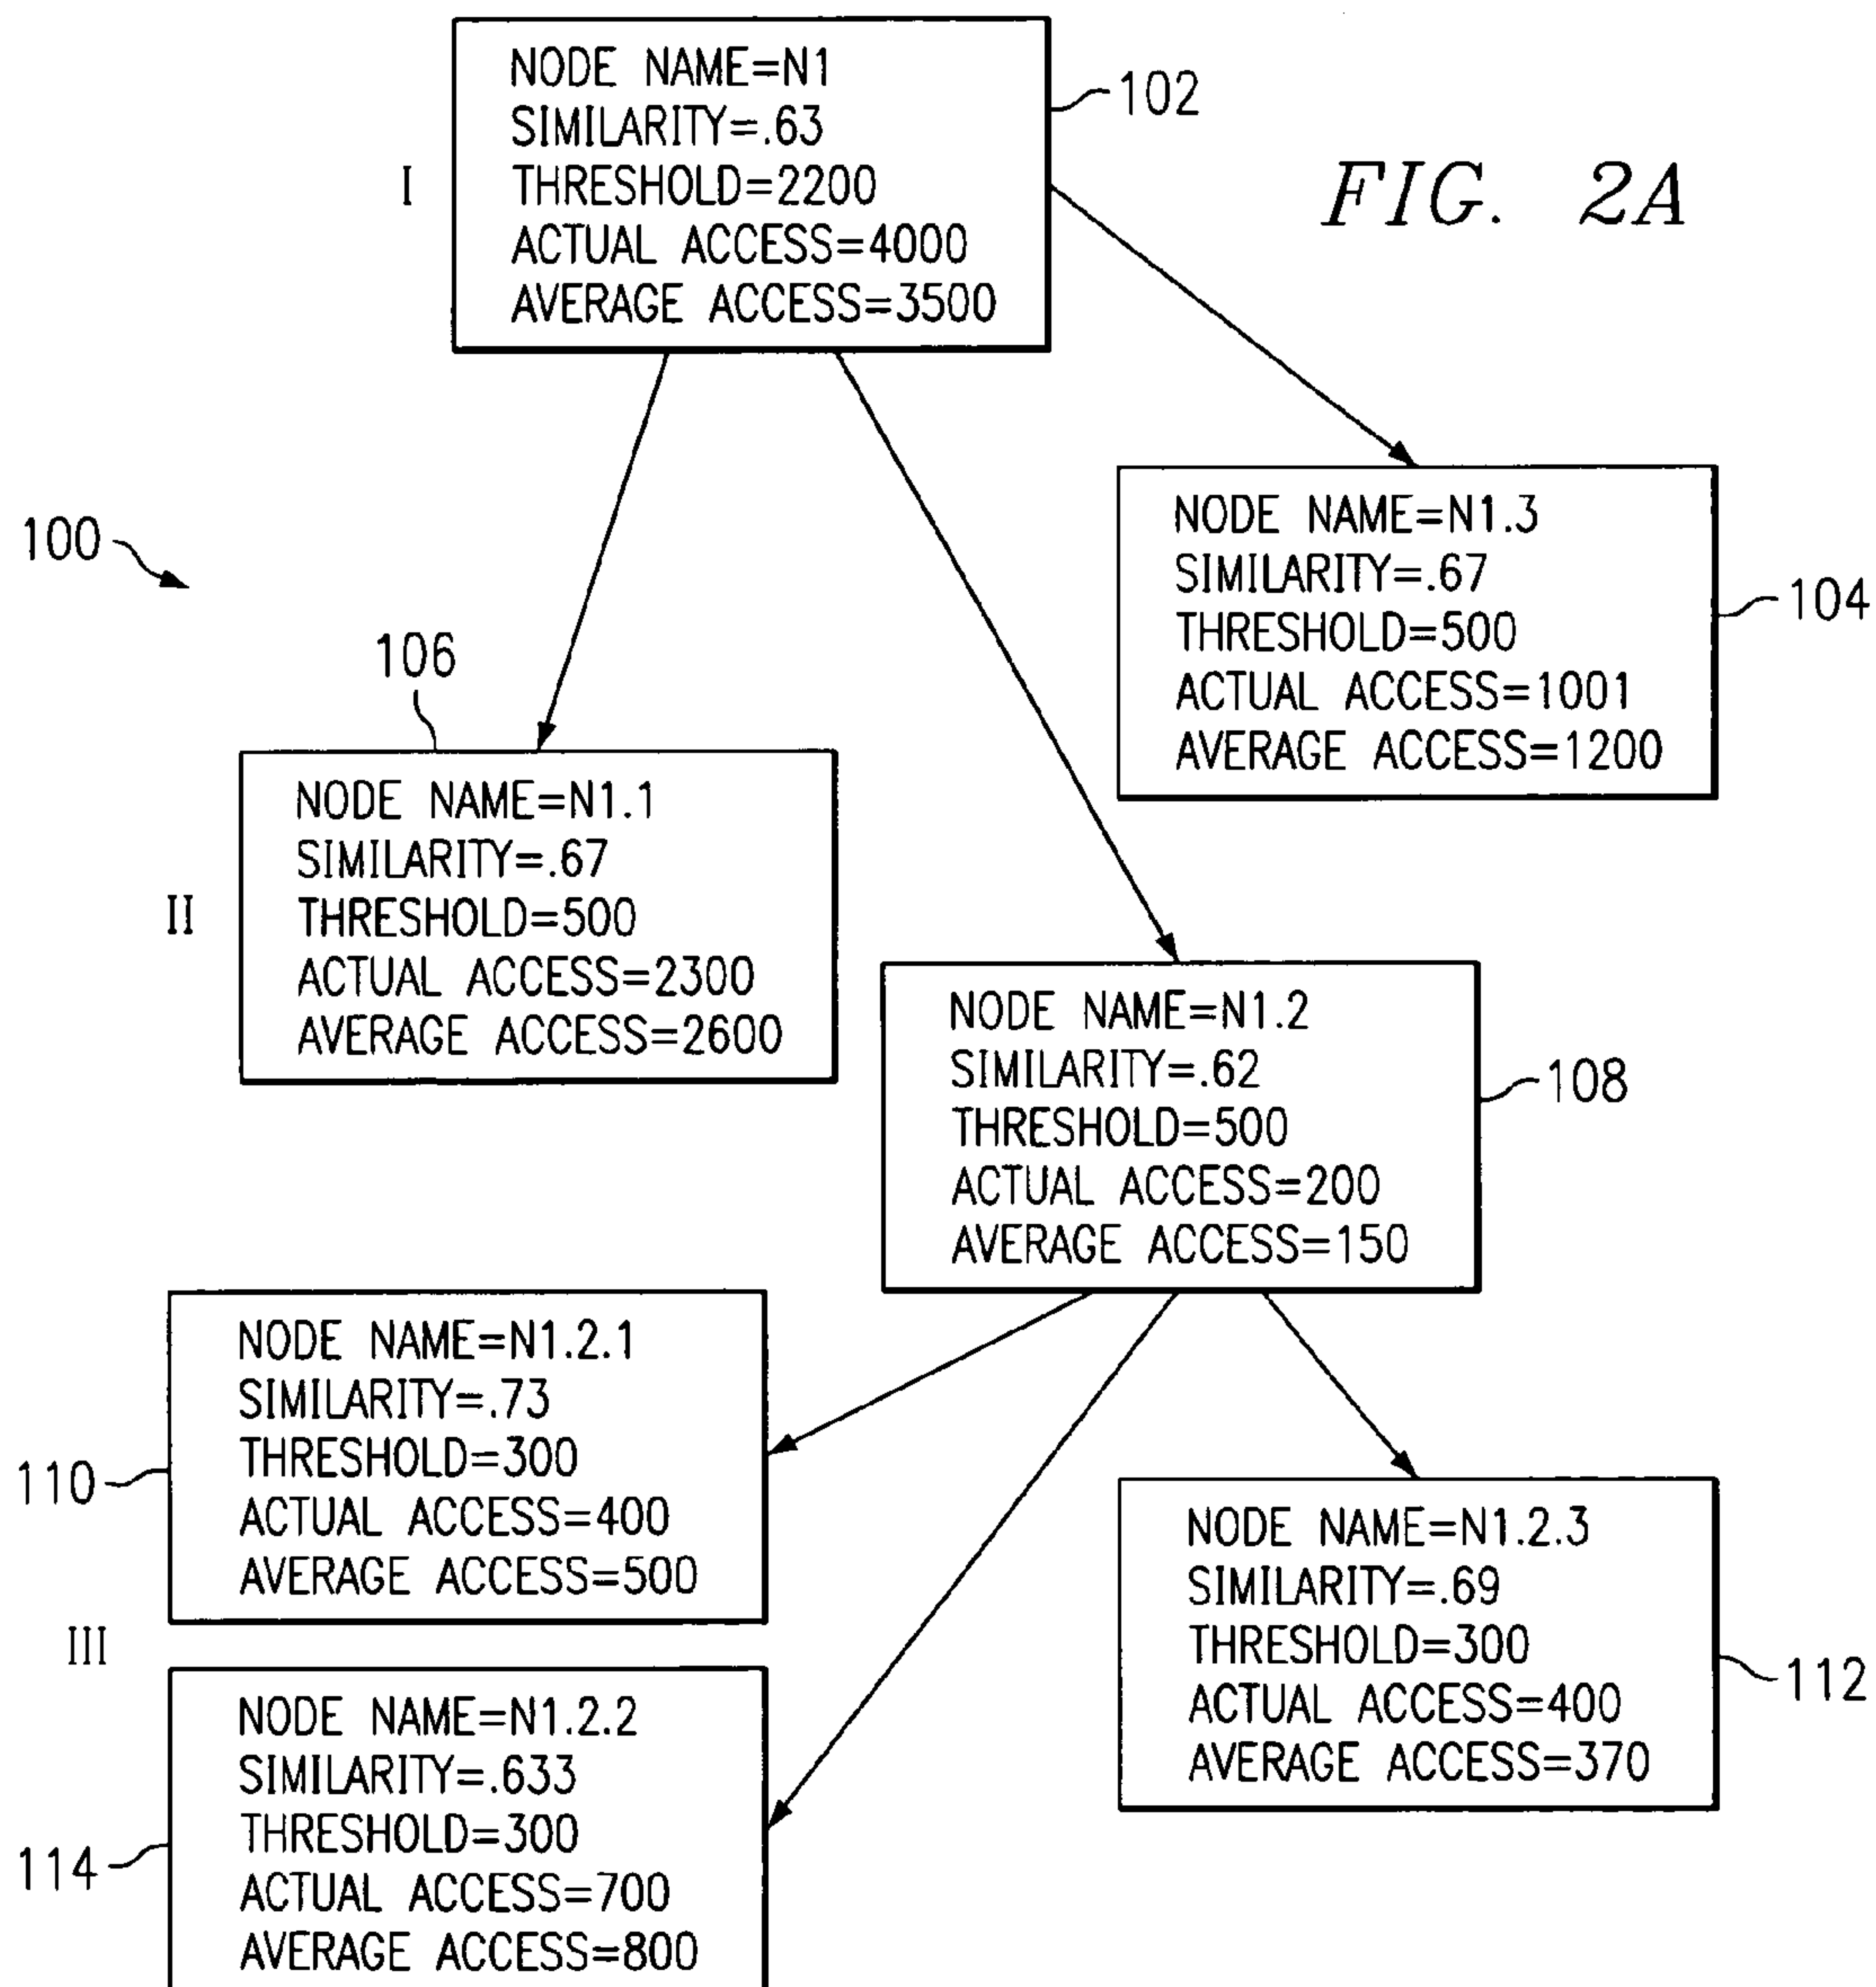 NODE NAME=N1
SIMILARITY=.63
THRESHOLD=2200
ACTUAL ACCESS=4000
AVERAGE ACCESS=3500
102
I
FIG. 2A
NODE NAME=N1.3
SIMILARITY=.67
THRESHOLD=500
ACTUAL ACCESS=1001
AVERAGE ACCESS=1200
104
100
106
NODE NAME=N1.1
SIMILARITY=.67
THRESHOLD=500
ACTUAL ACCESS=2300
AVERAGE ACCESS=2600
II
NODE NAME=N1.2
SIMILARITY=.62
THRESHOLD=500
ACTUAL ACCESS=200
AVERAGE ACCESS=150
108
NODE NAME=N1.2.1
SIMILARITY=.73
THRESHOLD=300
ACTUAL ACCESS=400
AVERAGE ACCESS=500
110
NODE NAME=N1.2.3
SIMILARITY=.69
THRESHOLD=300
ACTUAL ACCESS=400
AVERAGE ACCESS=370
112
III
NODE NAME=N1.2.2
SIMILARITY=.633
THRESHOLD=300
ACTUAL ACCESS=700
AVERAGE ACCESS=800
114